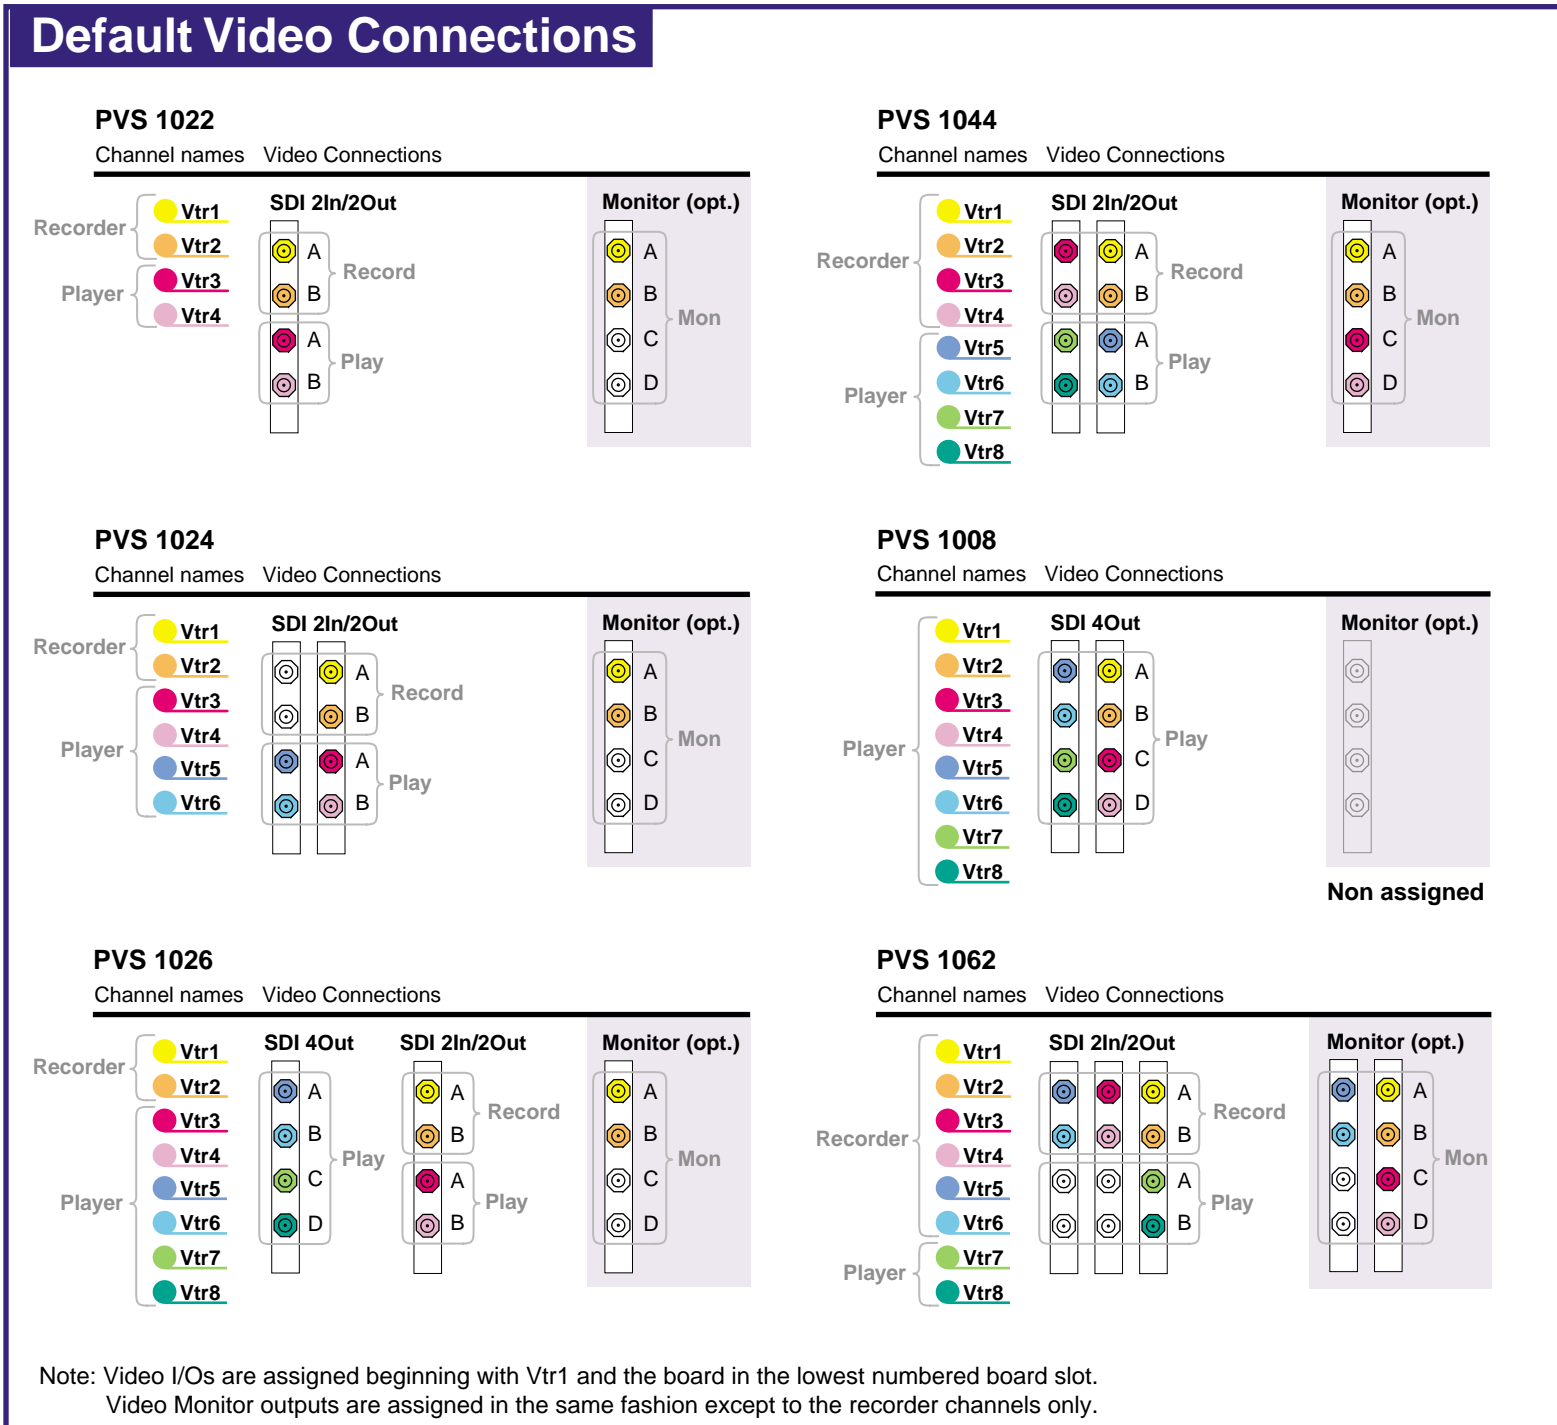 Default Video Connections
PVS 1022
Channel names Video Connections
Recorder
Player
Vtr1
Vtr2
Vtr3
Vtr4
SDI 2In/2Out
A
B
Record
A
B
Play
Monitor (opt.)
A
B
C
D
Mon
PVS 1044
Channel names Video Connections
Recorder
Player
Vtr1
Vtr2
Vtr3
Vtr4
Vtr5
Vtr6
Vtr7
Vtr8
SDI 2In/2Out
A
B
Record
A
B
Play
Monitor (opt.)
A
B
C
D
Mon
PVS 1024
Channel names Video Connections
Recorder
Player
Vtr1
Vtr2
Vtr3
Vtr4
Vtr5
Vtr6
SDI 2In/2Out
A
B
Record
A
B
Play
Monitor (opt.)
A
B
C
D
Mon
PVS 1008
Channel names Video Connections
Player
Vtr1
Vtr2
Vtr3
Vtr4
Vtr5
Vtr6
Vtr7
Vtr8
SDI 4Out
A
B
C
D
Play
Monitor (opt.)
Non assigned
PVS 1026
Channel names Video Connections
Recorder
Player
Vtr1
Vtr2
Vtr3
Vtr4
Vtr5
Vtr6
Vtr7
Vtr8
SDI 4Out
A
B
C
D
Play
SDI 2In/2Out
A
B
Record
A
B
Play
Monitor (opt.)
A
B
C
D
Mon
PVS 1062
Channel names Video Connections
Recorder
Player
Vtr1
Vtr2
Vtr3
Vtr4
Vtr5
Vtr6
Vtr7
Vtr8
SDI 2In/2Out
A
B
Record
A
B
Play
Monitor (opt.)
A
B
C
D
Mon
Note: Video I/Os are assigned beginning with Vtr1 and the board in the lowest numbered board slot.
Video Monitor outputs are assigned in the same fashion except to the recorder channels only.